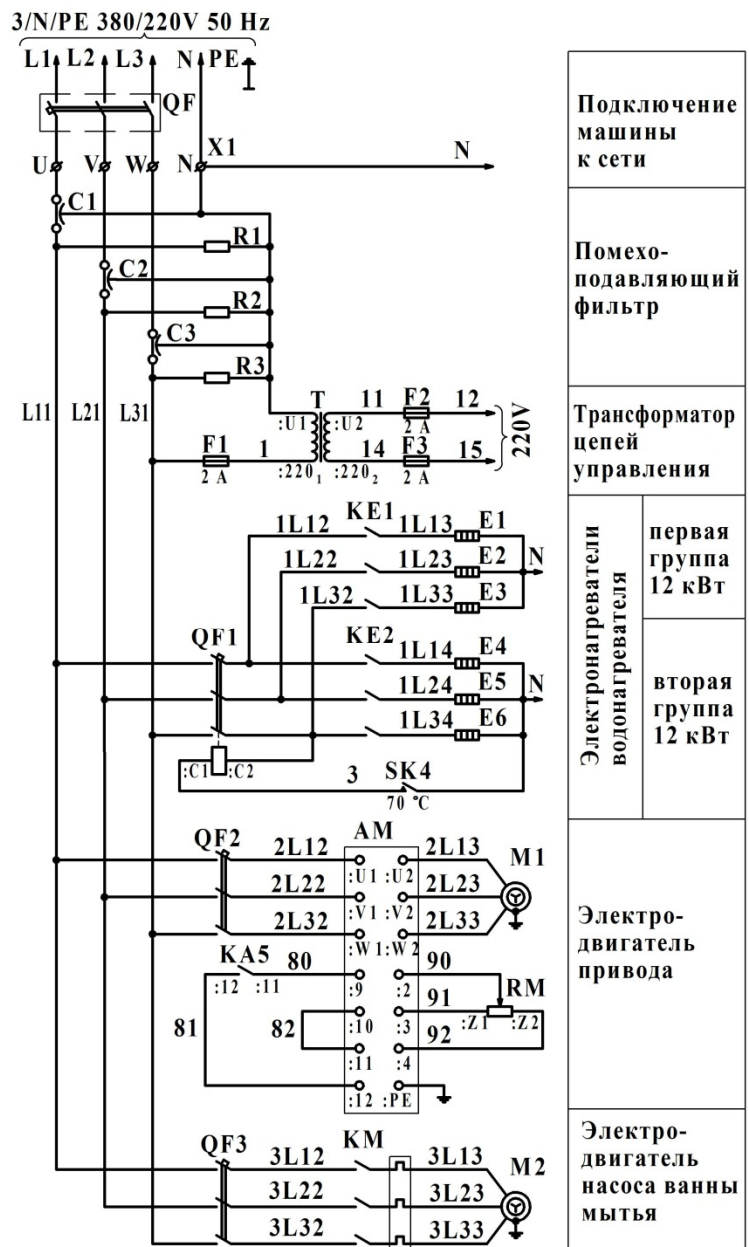 3/N/PE 380/220V 50 Hz
L1 L2 L3 N PE
QF
U V W N X1 N
C1
R1
C2
R2
C3
R3
L11 L21 L31
T 11 F2 12
:U1 :U2 2 A
F1 1 14 F3 15
2 A :220₁ :220₂ 2 A
220V
KE1
1L12 1L13 E1
1L22 1L23 E2 N
1L32 1L33 E3
QF1 KE2
1L14 E4
1L24 E5 N
1L34 E6
:C1 :C2 3 SK4
70 °C
QF2 AM
2L12 2L13 M1
:U1 :U2
2L22 2L23
:V1 :V2
2L32 2L33
:W1 :W2
KA5 80 90
:12 :11 :9 :2 RM
91
81 82 :10 :3 :Z1 :Z2
92
:11 :4
:12 :PE
QF3 KM
3L12 3L13 M2
3L22 3L23
3L32 3L33
Подключение
машины
к сети
Помехо-
подавляющий
фильтр
Трансформатор
цепей
управления
Электронагреватели
водонагревателя
первая
группа
12 кВт
вторая
группа
12 кВт
Электро-
двигатель
привода
Электро-
двигатель
насоса ванны
мытья